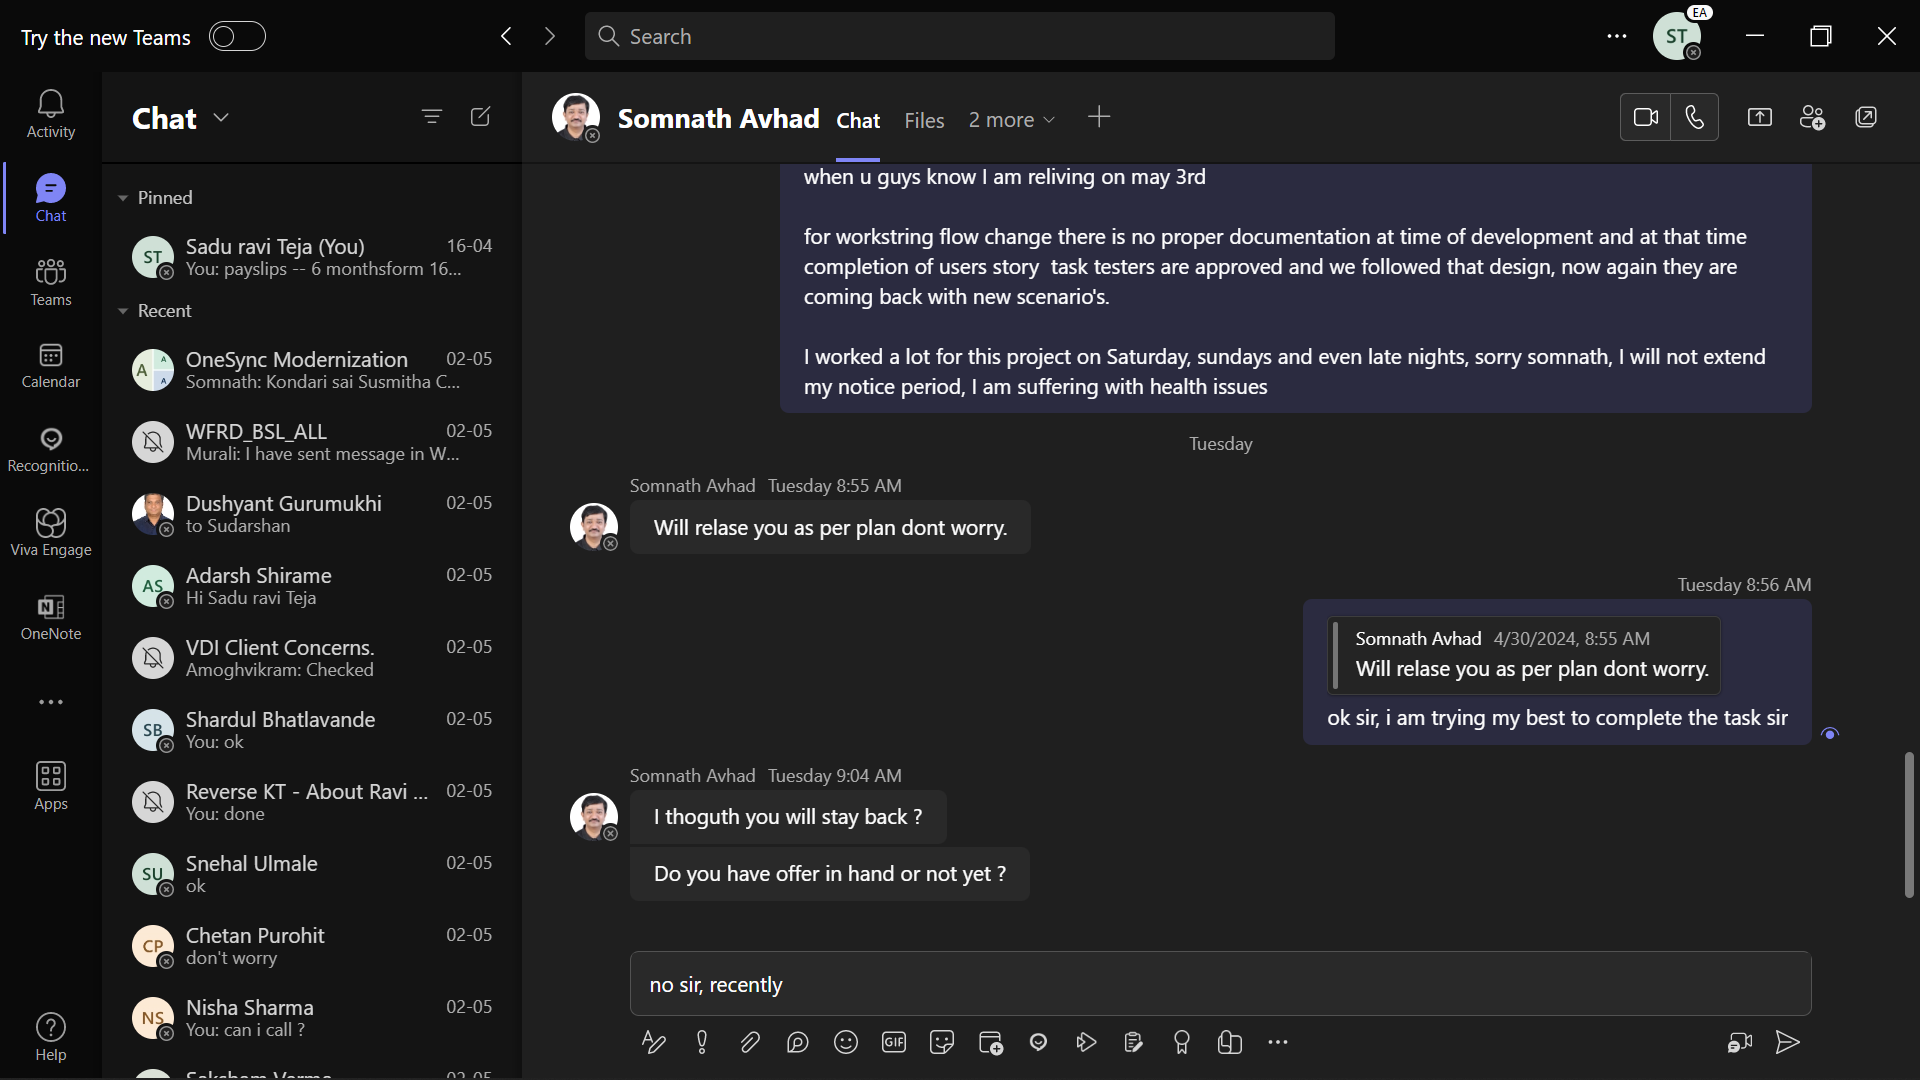 Try the new Teams
Search
EA
ST
Activity
Chat
Teams
Calendar
Recognitio...
Viva Engage
OneNote
Apps
Help
Chat
Pinned
ST
Sadu ravi Teja (You) 16-04
You: payslips -- 6 monthsform 16...
Recent
A A A
OneSync Modernization 02-05
Somnath: Kondari sai Susmitha C...
WFRD_BSL_ALL 02-05
Murali: I have sent message in W...
Dushyant Gurumukhi 02-05
to Sudarshan
AS
Adarsh Shirame 02-05
Hi Sadu ravi Teja
VDI Client Concerns. 02-05
Amoghvikram: Checked
SB
Shardul Bhatlavande 02-05
You: ok
Reverse KT - About Ravi ... 02-05
You: done
SU
Snehal Ulmale 02-05
ok
CP
Chetan Purohit 02-05
don't worry
NS
Nisha Sharma 02-05
You: can i call ?
Somnath Avhad Chat Files 2 more
when u guys know I am reliving on may 3rd
for workstring flow change there is no proper documentation at time of development and at that time
completion of users story task testers are approved and we followed that design, now again they are
coming back with new scenario's.
I worked a lot for this project on Saturday, sundays and even late nights, sorry somnath, I will not extend
my notice period, I am suffering with health issues
Tuesday
Somnath Avhad Tuesday 8:55 AM
Will relase you as per plan dont worry.
Tuesday 8:56 AM
Somnath Avhad 4/30/2024, 8:55 AM
Will relase you as per plan dont worry.
ok sir, i am trying my best to complete the task sir
Somnath Avhad Tuesday 9:04 AM
I thoguth you will stay back ?
Do you have offer in hand or not yet ?
no sir, recently
GIF